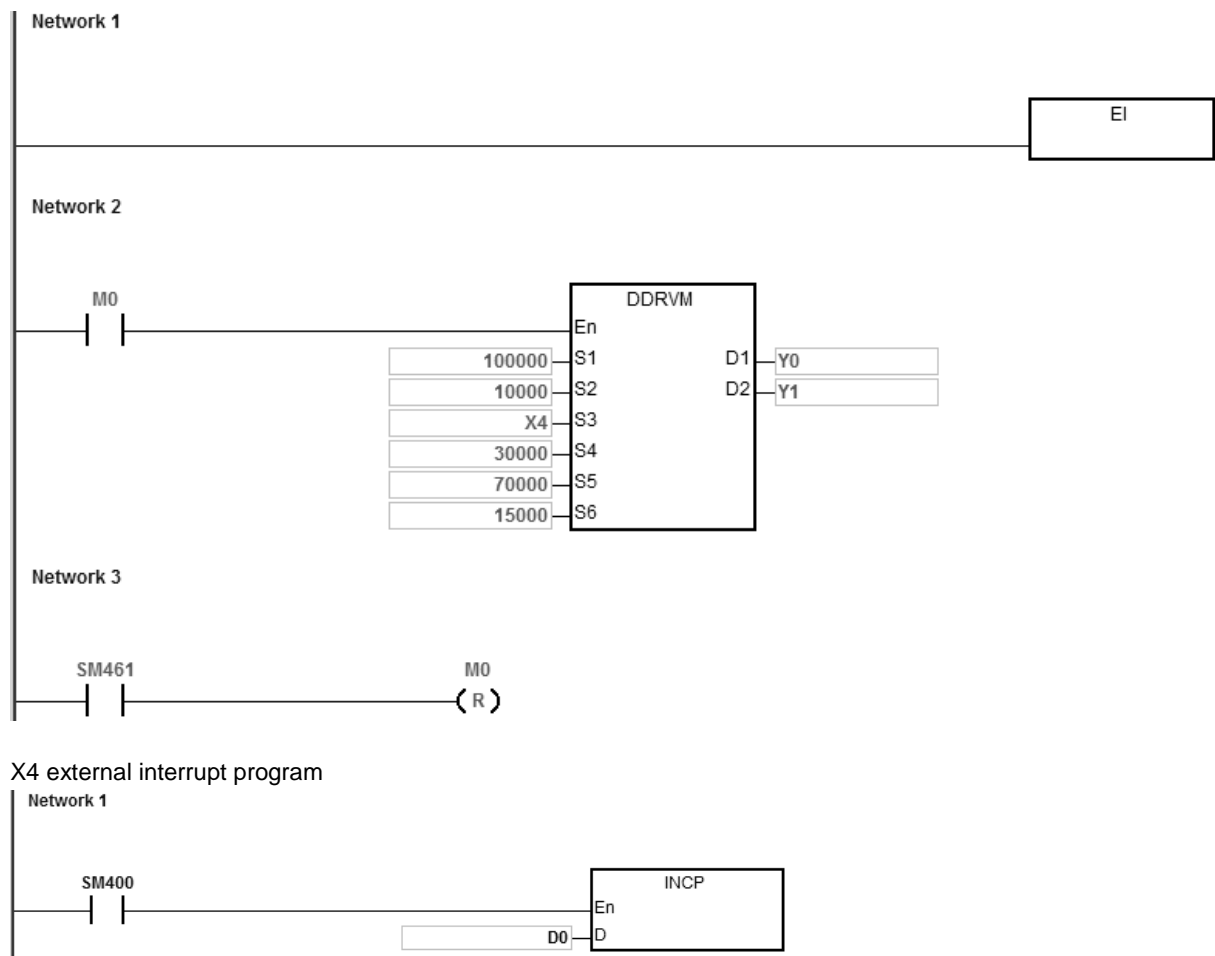 Network 1
EI
Network 2
M0
DDRVM
En
100000 S1 D1 Y0
10000 S2 D2 Y1
X4 S3
30000 S4
70000 S5
15000 S6
Network 3
SM461 M0
( R )
X4 external interrupt program
Network 1
SM400 INCP
En
D0 D